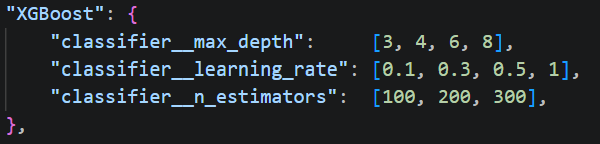 "XGBoost": {
    "classifier__max_depth":     [3, 4, 6, 8],
    "classifier__learning_rate": [0.1, 0.3, 0.5, 1],
    "classifier__n_estimators":  [100, 200, 300],
},